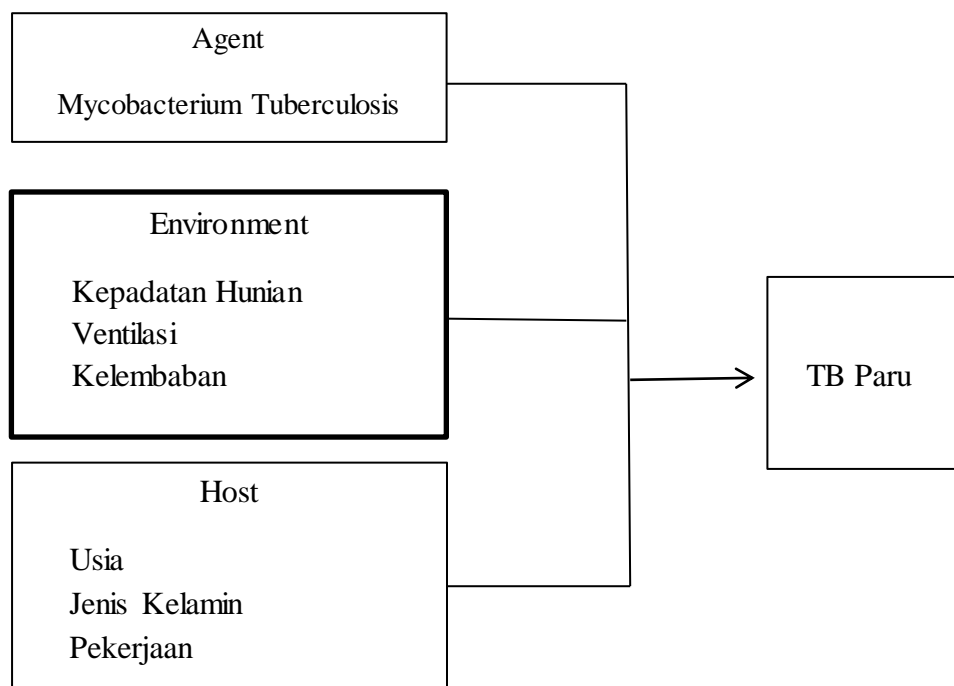 Agent
Mycobacterium Tuberculosis
Environment
Kepadatan Hunian
Ventilasi
Kelembaban
TB Paru
Host
Usia
Jenis Kelamin
Pekerjaan